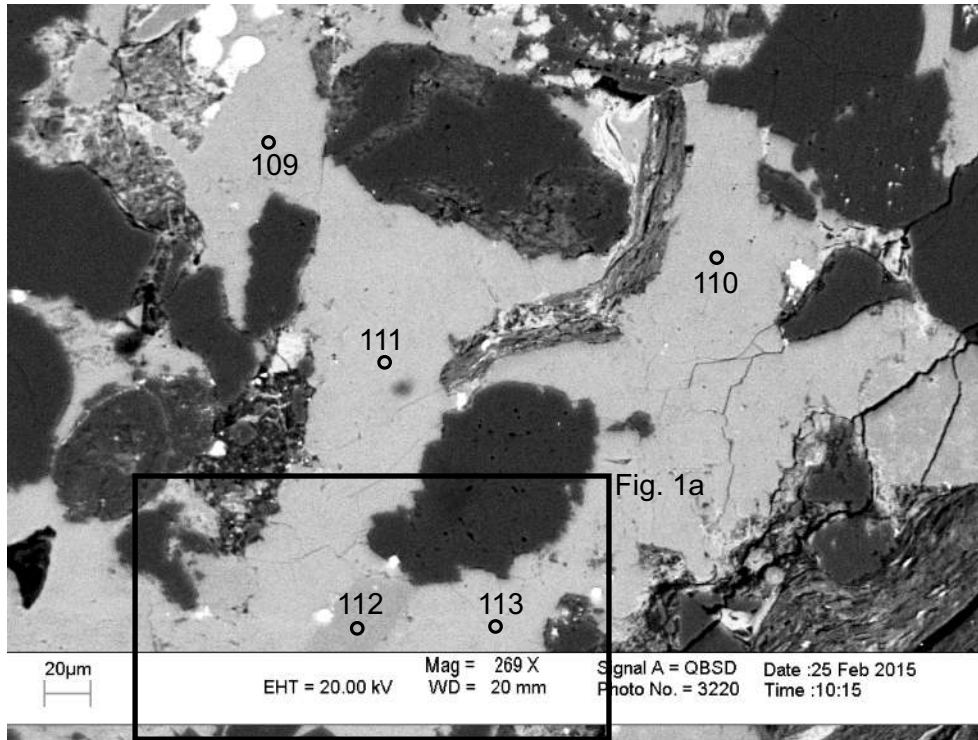 109
110
111
Fig. 1a
112
113
20µm
Mag = 269 X
EHT = 20.00 kV
WD = 20 mm
Signal A = QBSD
Photo No. = 3220
Date :25 Feb 2015
Time :10:15